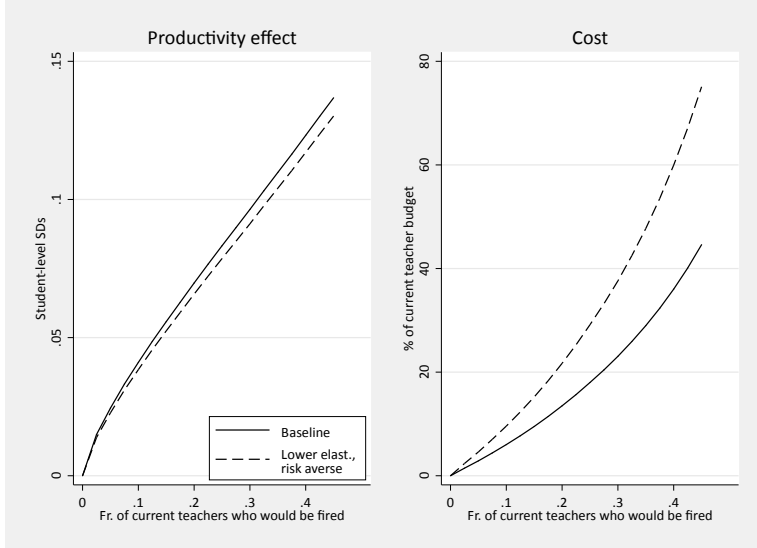 Productivity effect
Student-level SDs
.15
.1
.05
0
0 .1 .2 .3 .4
Fr. of current teachers who would be fired
Baseline
Lower elast.,
risk averse
Cost
% of current teacher budget
80
60
40
20
0
0 .1 .2 .3 .4
Fr. of current teachers who would be fired